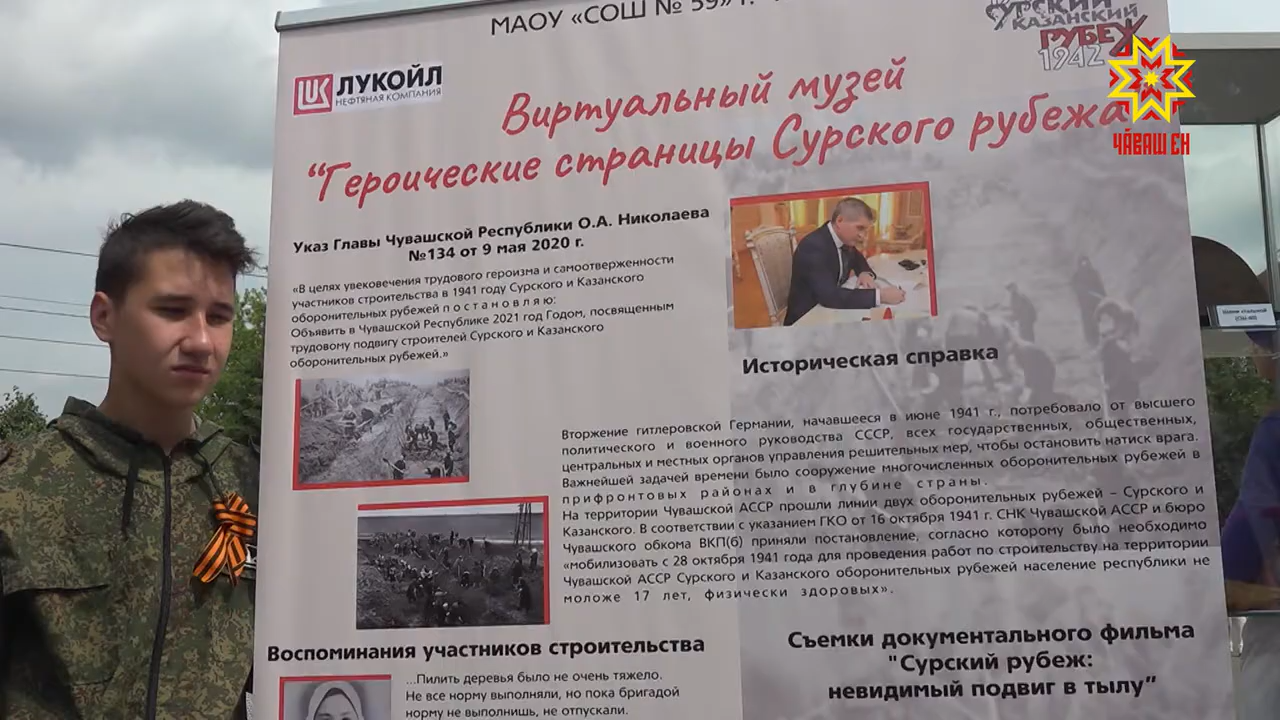 МАОУ «СОШ № 59» г.
СУРСКИЙ
КАЗАНСКИЙ
РУБЕЖ
1942
ЧӐВАШ ЕН
ЛУКОЙЛ
НЕФТЯНАЯ КОМПАНИЯ
Виртуальный музей
“Героические страницы Сурского рубежа
Указ Главы Чувашской Республики О.А. Николаева
№134 от 9 мая 2020 г.
«В целях увековечения трудового героизма и самоотверженности
участников строительства в 1941 году Сурского и Казанского
оборонительных рубежей п о с т а н о в л я ю:
Объявить в Чувашской Республике 2021 год Годом, посвященным
трудовому подвигу строителей Сурского и Казанского
оборонительных рубежей.»
Историческая справка
Вторжение гитлеровской Германии, начавшееся в июне 1941 г., потребовало от высшего
политического и военного руководства СССР, всех государственных, общественных,
центральных и местных органов управления решительных мер, чтобы остановить натиск врага.
Важнейшей задачей времени было сооружение многочисленных оборонительных рубежей в
прифронтовых районах и в глубине страны.
На территории Чувашской АССР прошли линии двух оборонительных рубежей – Сурского и
Казанского. В соответствии с указанием ГКО от 16 октября 1941 г. СНК Чувашской АССР и бюро
Чувашского обкома ВКП(б) приняли постановление, согласно которому было необходимо
«мобилизовать с 28 октября 1941 года для проведения работ по строительству на территории
Чувашской АССР Сурского и Казанского оборонительных рубежей население республики не
моложе 17 лет, физически здоровых».
Воспоминания участников строительства
...Пилить деревья было не очень тяжело.
Не все норму выполняли, но пока бригадой
норму не выполнишь, не отпускали.
Съемки документального фильма
"Сурский рубеж:
невидимый подвиг в тылу”